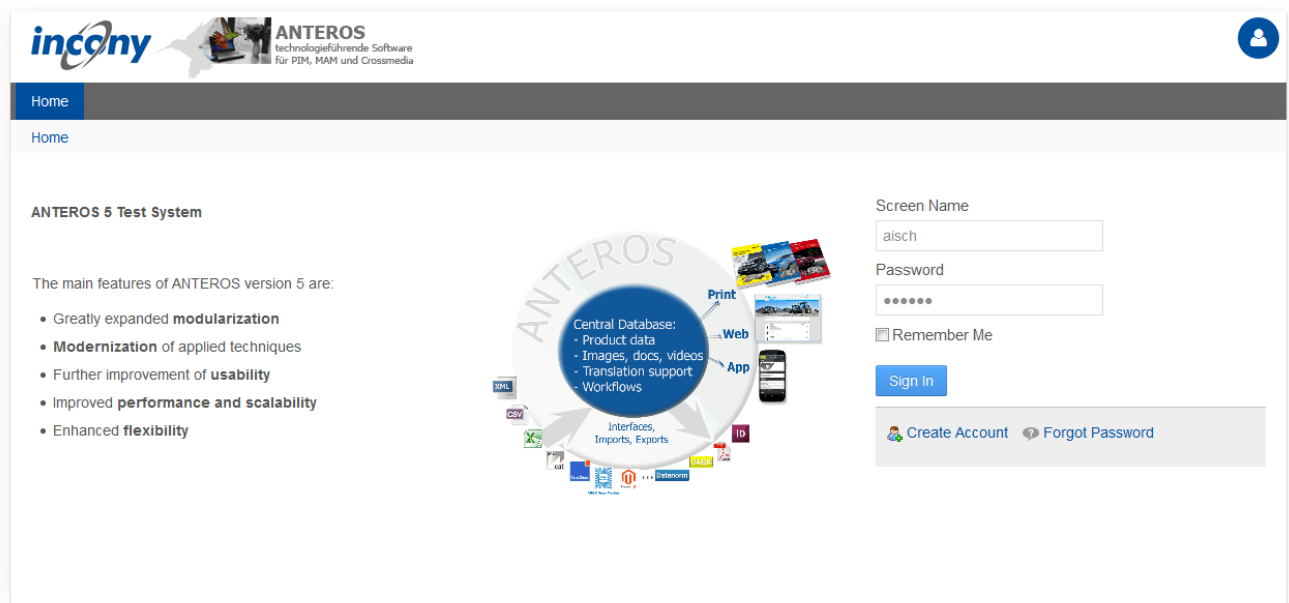 incony
ANTEROS
technologieführende Software
für PIM, MAM und Crossmedia
Home
Home
ANTEROS 5 Test System
The main features of ANTEROS version 5 are:
• Greatly expanded modularization
• Modernization of applied techniques
• Further improvement of usability
• Improved performance and scalability
• Enhanced flexibility
ANTEROS
Central Database:
- Product data
- Images, docs, videos
- Translation support
- Workflows
Print
Web
App
Interfaces,
Imports, Exports
XML
CSV
ID
Datanorm
Screen Name
aisch
Password
••••••
Remember Me
Sign In
Create Account
Forgot Password